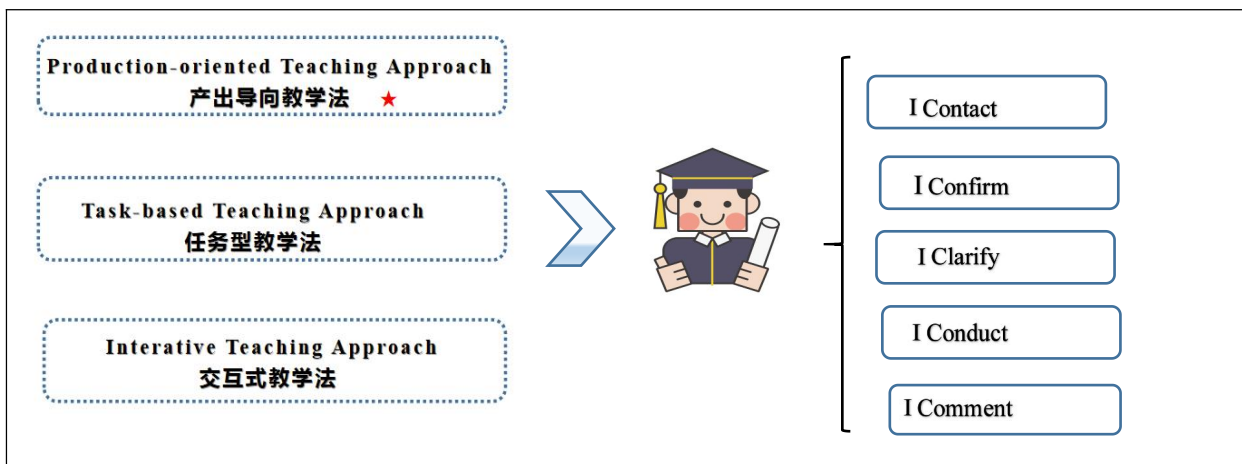 Production-oriented Teaching Approach
产出导向教学法 ★
Task-based Teaching Approach
任务型教学法
Interative Teaching Approach
交互式教学法
I Contact
I Confirm
I Clarify
I Conduct
I Comment